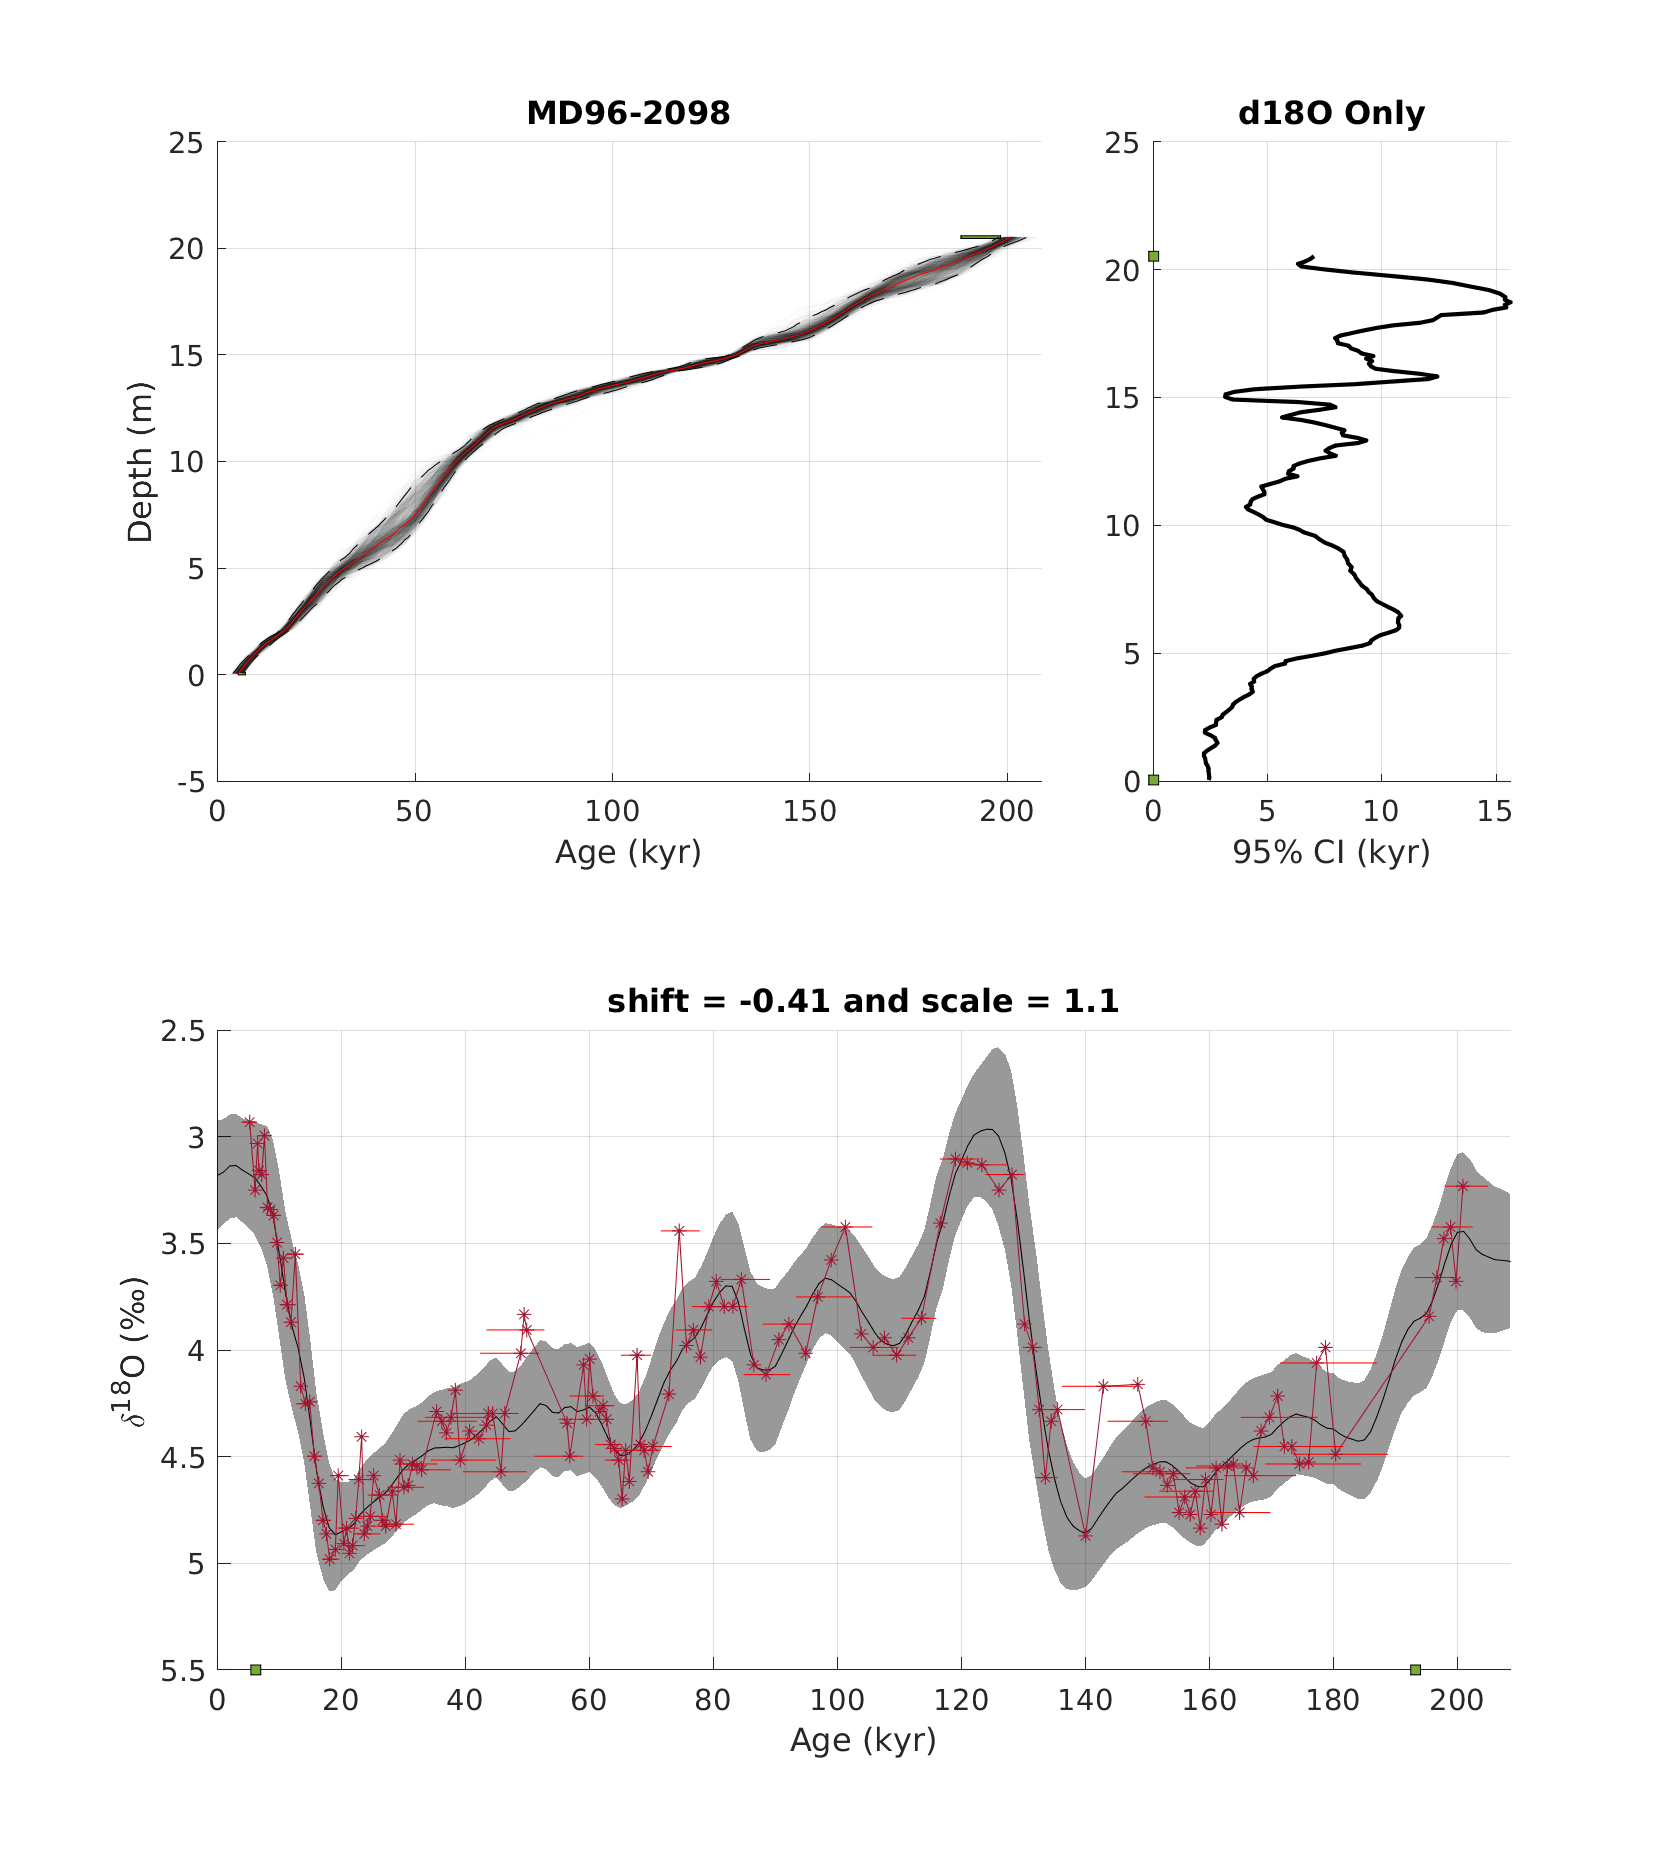 MD96-2098
25
20
15
10
5
0
-5
Depth (m)
0 50 100 150 200
Age (kyr)
d18O Only
25
20
15
10
5
0
0 5 10 15
95% CI (kyr)
shift = -0.41 and scale = 1.1
2.5
3
3.5
4
4.5
5
5.5
δ18O (‰)
0 20 40 60 80 100 120 140 160 180 200
Age (kyr)